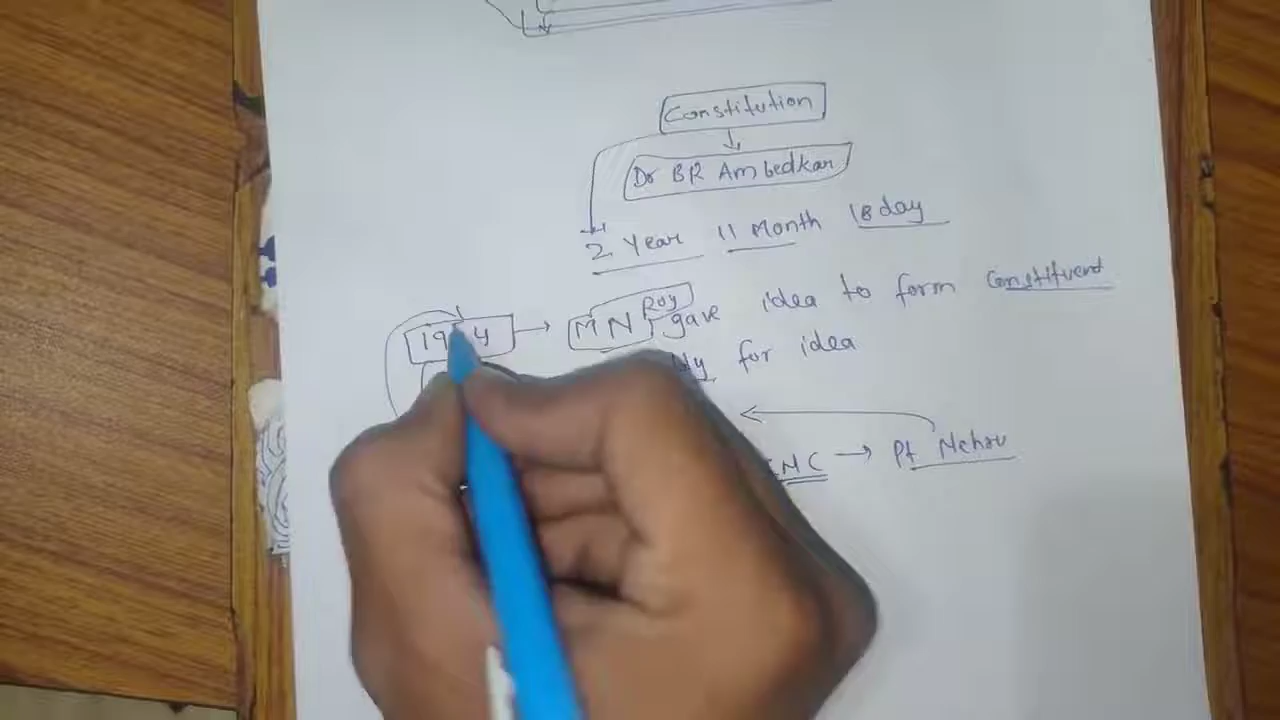 Constitution
Dr BR Ambedkar
2 Year 11 Month 18 day
MN Roy gave idea to form Constituent
for idea
Pt Nehru